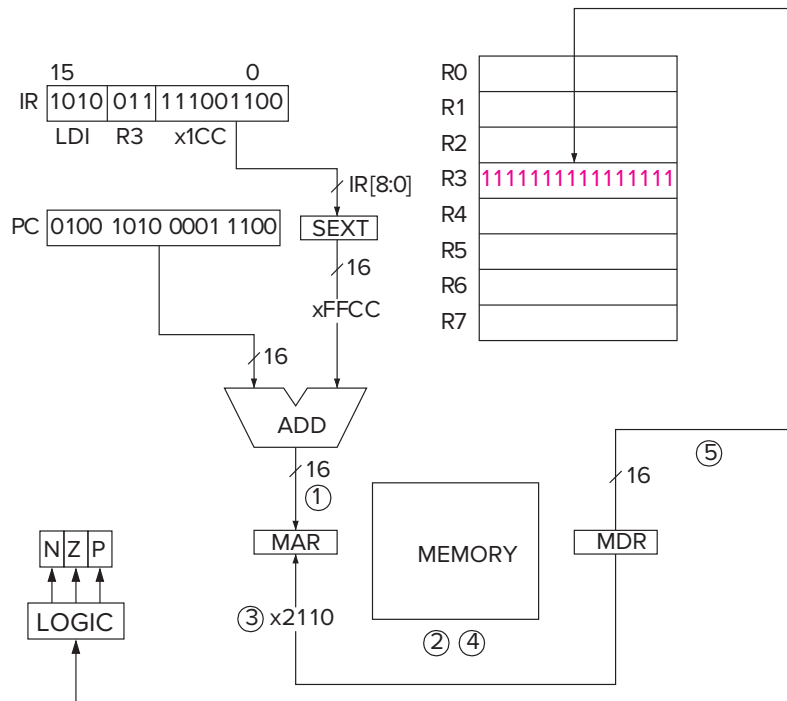 15 0
IR 1010 011 111001100
LDI R3 x1CC
IR[8:0]
PC 0100 1010 0001 1100
SEXT
16
xFFCC
16
ADD
16
①
MAR
③ x2110
MEMORY
② ④
MDR
16
⑤
N Z P
LOGIC
R0
R1
R2
R3 1111111111111111
R4
R5
R6
R7